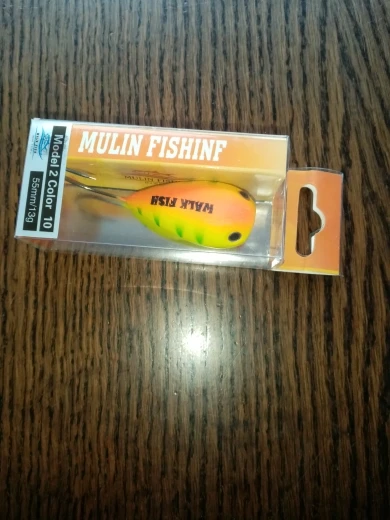 MULIN FISHINF
WALK FISH
Model 2 Color 10
55mm/13g